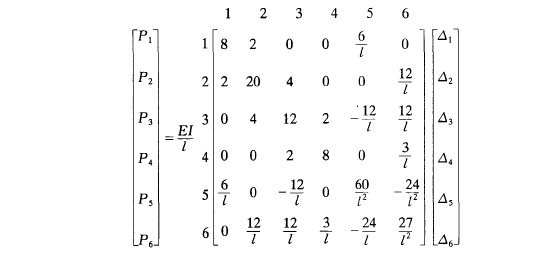 1 2 3 4 5 6
P₁ 1 8 2 0 0 6/l 0 Δ₁
P₂ 2 2 20 4 0 0 12/l Δ₂
P₃ 3 0 4 12 2 -12/l 12/l Δ₃
= EI/l
P₄ 4 0 0 2 8 0 3/l Δ₄
P₅ 5 6/l 0 -12/l 0 60/l² -24/l² Δ₅
P₆ 6 0 12/l 12/l 3/l -24/l 27/l² Δ₆